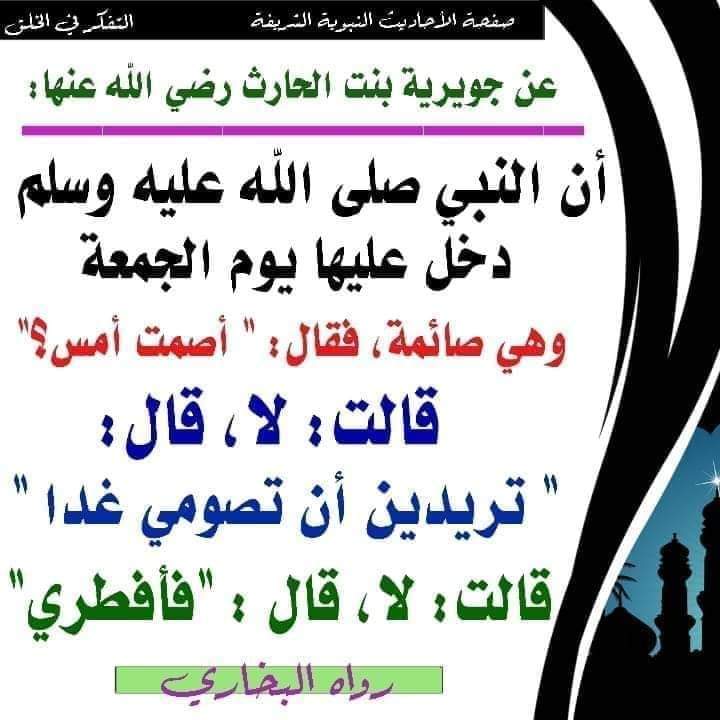 صفحة الأحاديث النبوية الشريفة
التفكر في الخلق
عن جويرية بنت الحارث رضي الله عنها:
أن النبي صلى الله عليه وسلم
دخل عليها يوم الجمعة
وهي صائمة، فقال: " أصمت أمس؟"
قالت: لا، قال:
" تريدين أن تصومي غدا "
قالت: لا، قال : "فأفطري"
رواه البخاري